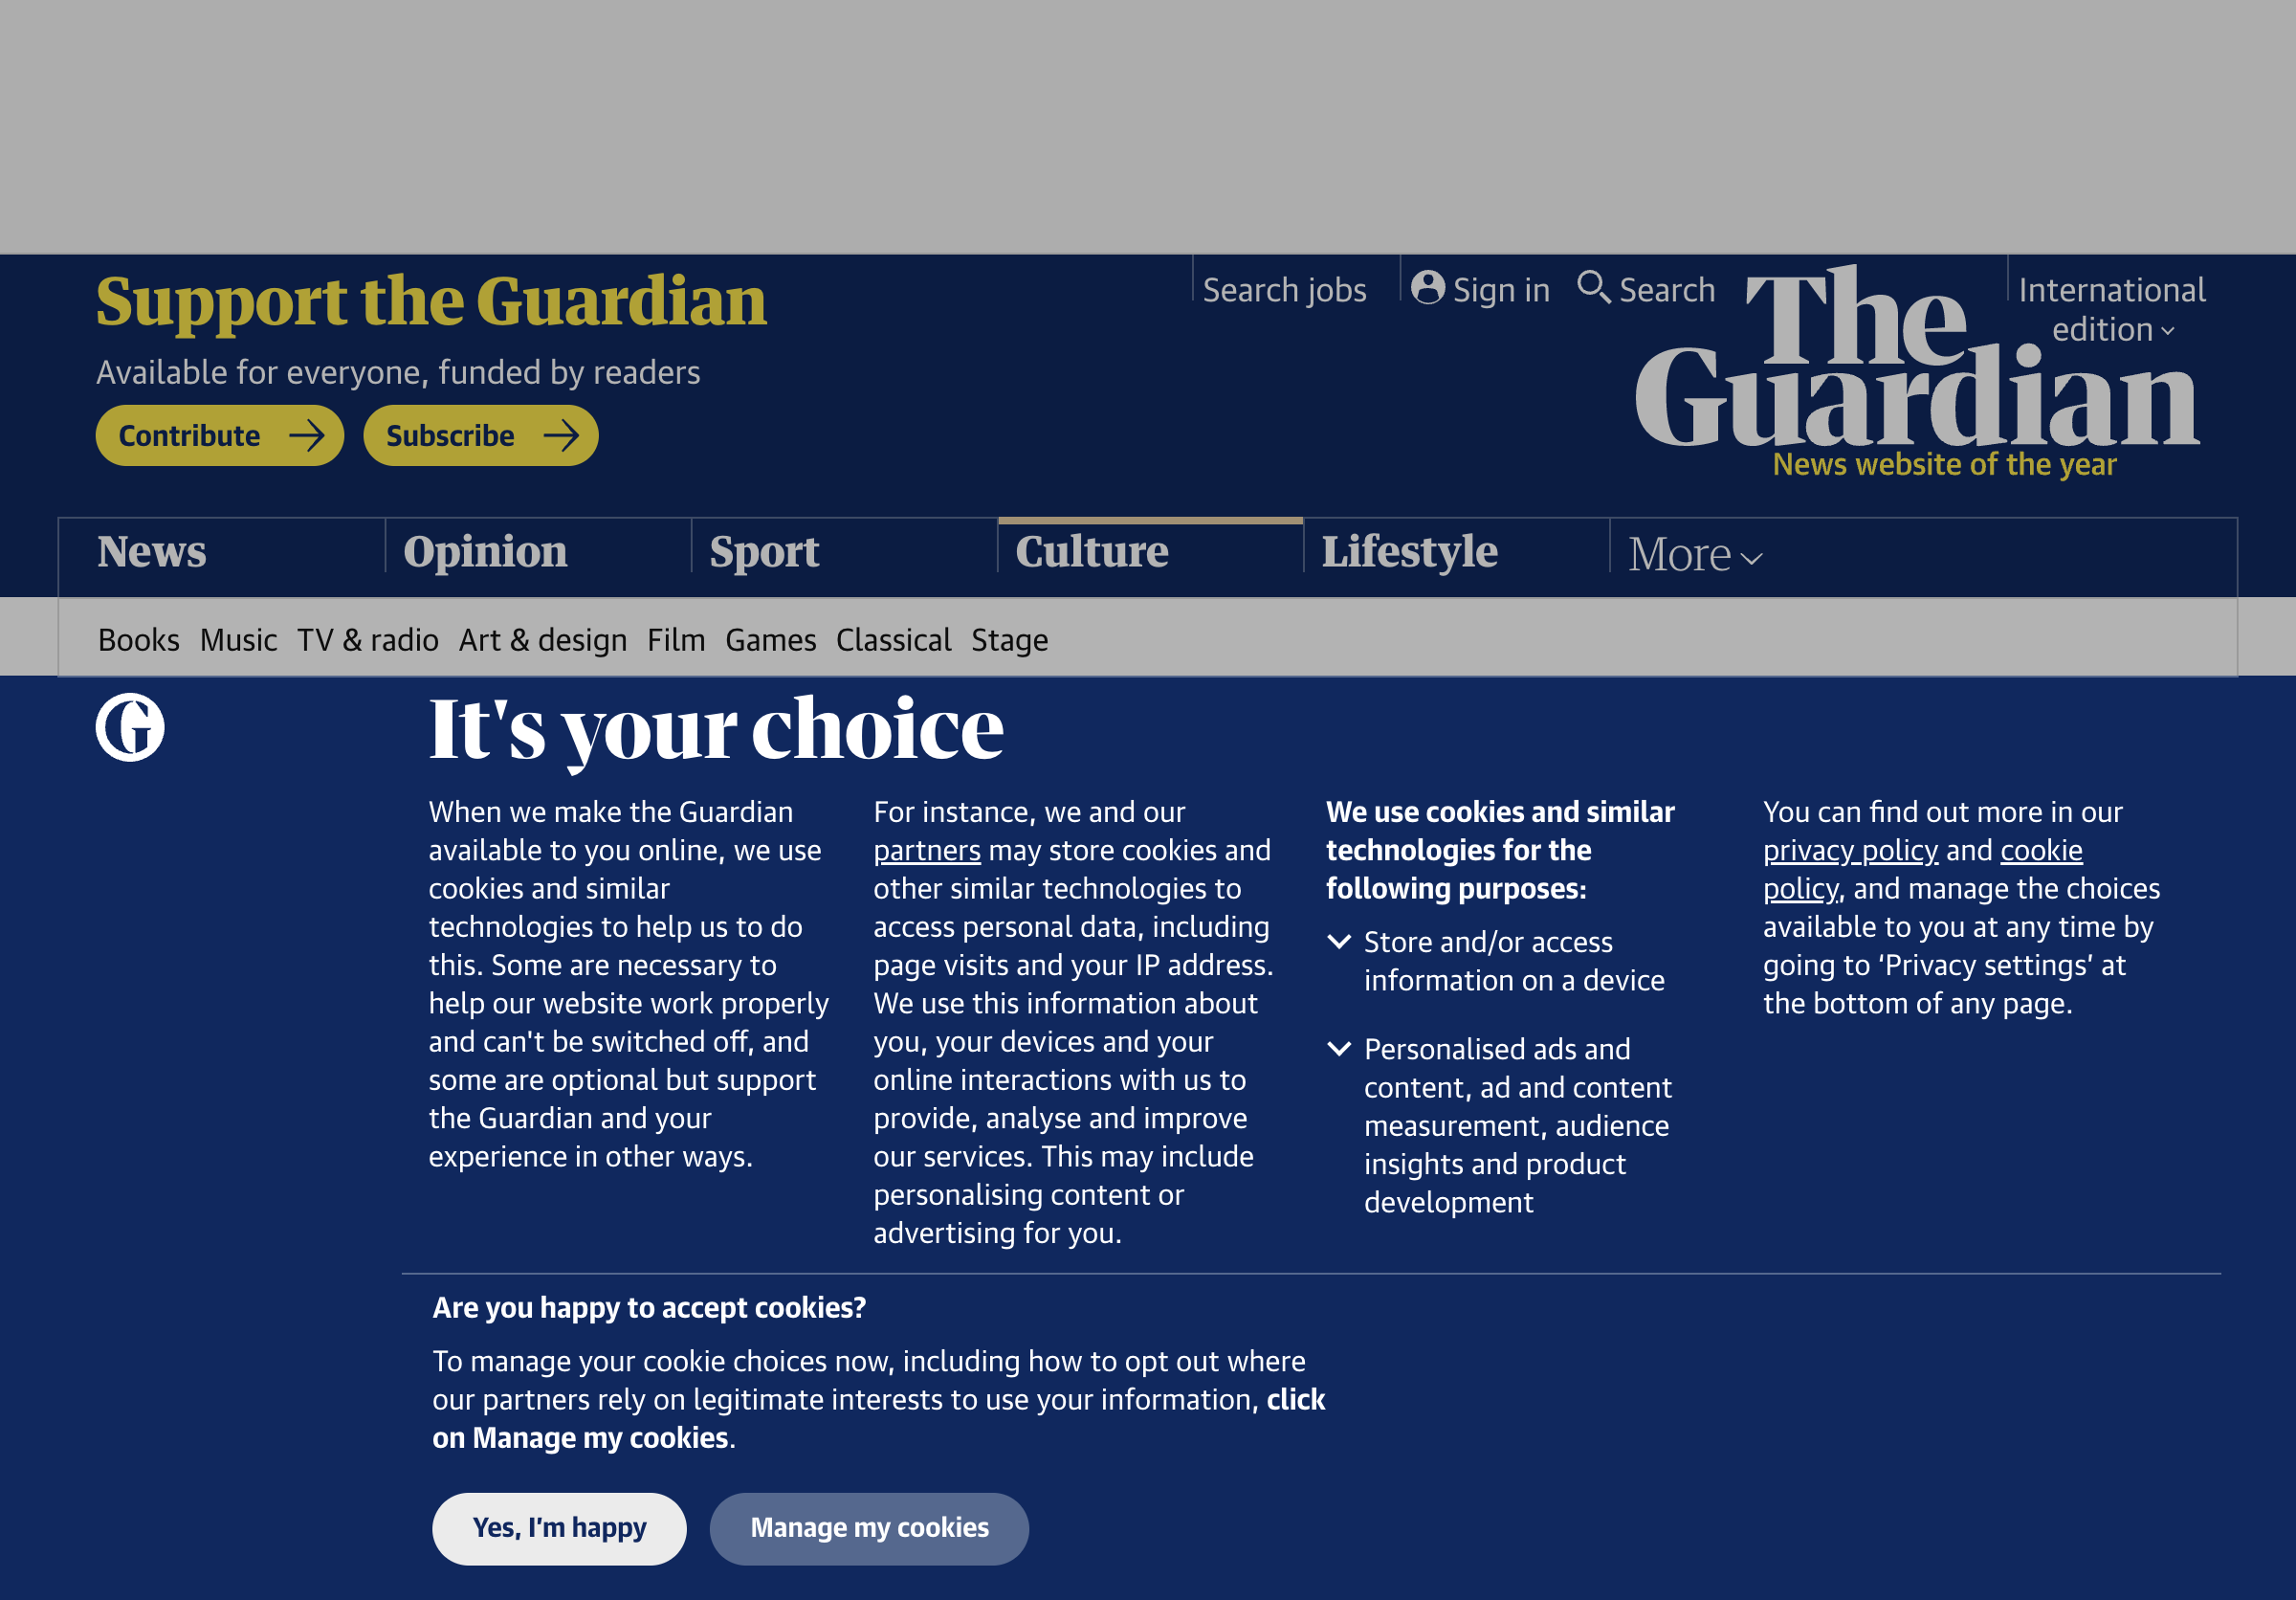 Support the Guardian
Available for everyone, funded by readers
Contribute
Subscribe
Search jobs
Sign in
Search
International
edition
The
Guardian
News website of the year
News
Opinion
Sport
Culture
Lifestyle
More
Books Music TV & radio Art & design Film Games Classical Stage
G
It's your choice
When we make the Guardian
available to you online, we use
cookies and similar
technologies to help us to do
this. Some are necessary to
help our website work properly
and can't be switched off, and
some are optional but support
the Guardian and your
experience in other ways.
For instance, we and our
partners may store cookies and
other similar technologies to
access personal data, including
page visits and your IP address.
We use this information about
you, your devices and your
online interactions with us to
provide, analyse and improve
our services. This may include
personalising content or
advertising for you.
We use cookies and similar
technologies for the
following purposes:
Store and/or access
information on a device
Personalised ads and
content, ad and content
measurement, audience
insights and product
development
You can find out more in our
privacy policy and cookie
policy, and manage the choices
available to you at any time by
going to ‘Privacy settings’ at
the bottom of any page.
Are you happy to accept cookies?
To manage your cookie choices now, including how to opt out where
our partners rely on legitimate interests to use your information, click
on Manage my cookies.
Yes, I’m happy
Manage my cookies